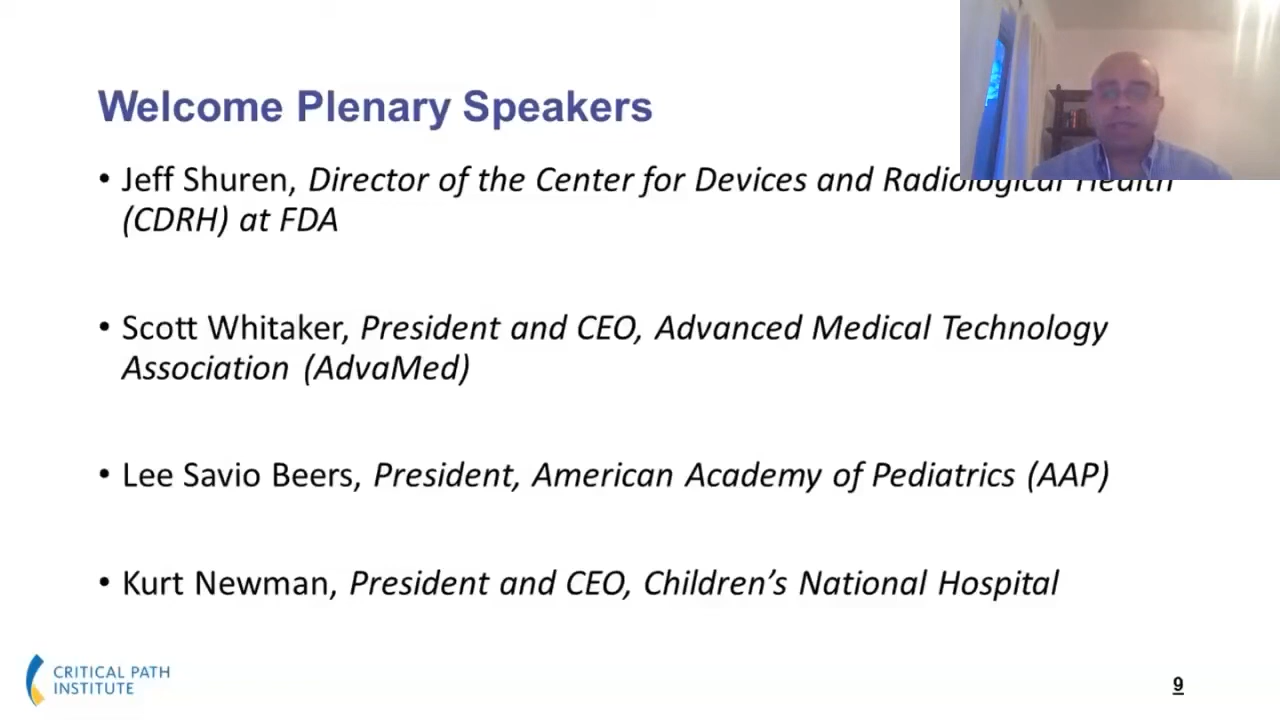 Welcome Plenary Speakers
• Jeff Shuren, Director of the Center for Devices and Radiological Health
(CDRH) at FDA
• Scott Whitaker, President and CEO, Advanced Medical Technology
Association (AdvaMed)
• Lee Savio Beers, President, American Academy of Pediatrics (AAP)
• Kurt Newman, President and CEO, Children’s National Hospital
CRITICAL PATH
INSTITUTE
9